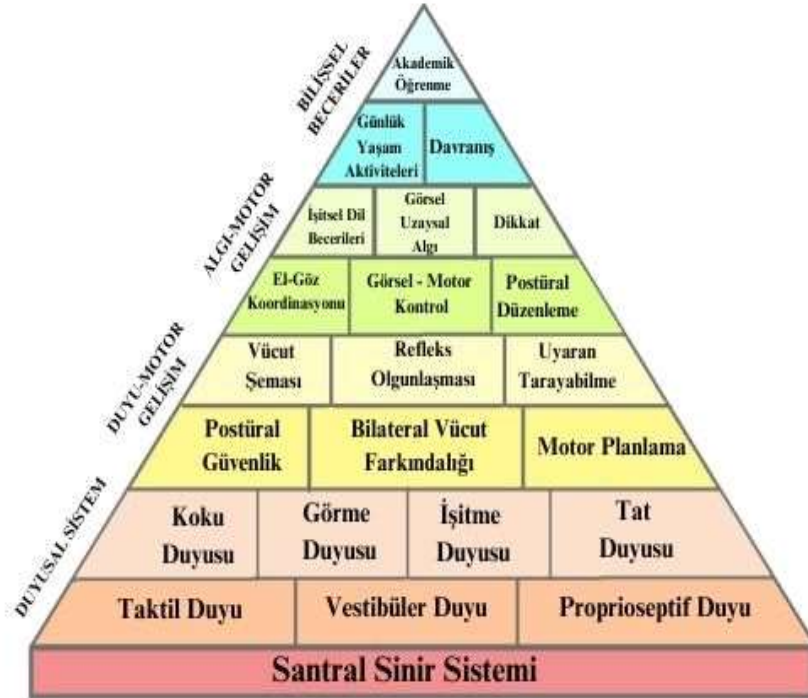 BİLİŞSEL
BECERİLER
Akademik
Öğrenme
Günlük
Yaşam
Aktiviteleri
Davranış
ALGI-MOTOR
GELİŞİM
İşitsel Dil
Becerileri
Görsel
Uzaysal
Algı
Dikkat
El-Göz
Koordinasyonu
Görsel - Motor
Kontrol
Postüral
Düzenleme
DUYU-MOTOR
GELİŞİM
Vücut
Şeması
Refleks
Olgunlaşması
Uyaran
Tarayabilme
Postüral
Güvenlik
Bilateral Vücut
Farkındalığı
Motor Planlama
DUYUSAL SİSTEM
Koku
Duyusu
Görme
Duyusu
İşitme
Duyusu
Tat
Duyusu
Taktil Duyu
Vestibüler Duyu
Proprioseptif Duyu
Santral Sinir Sistemi